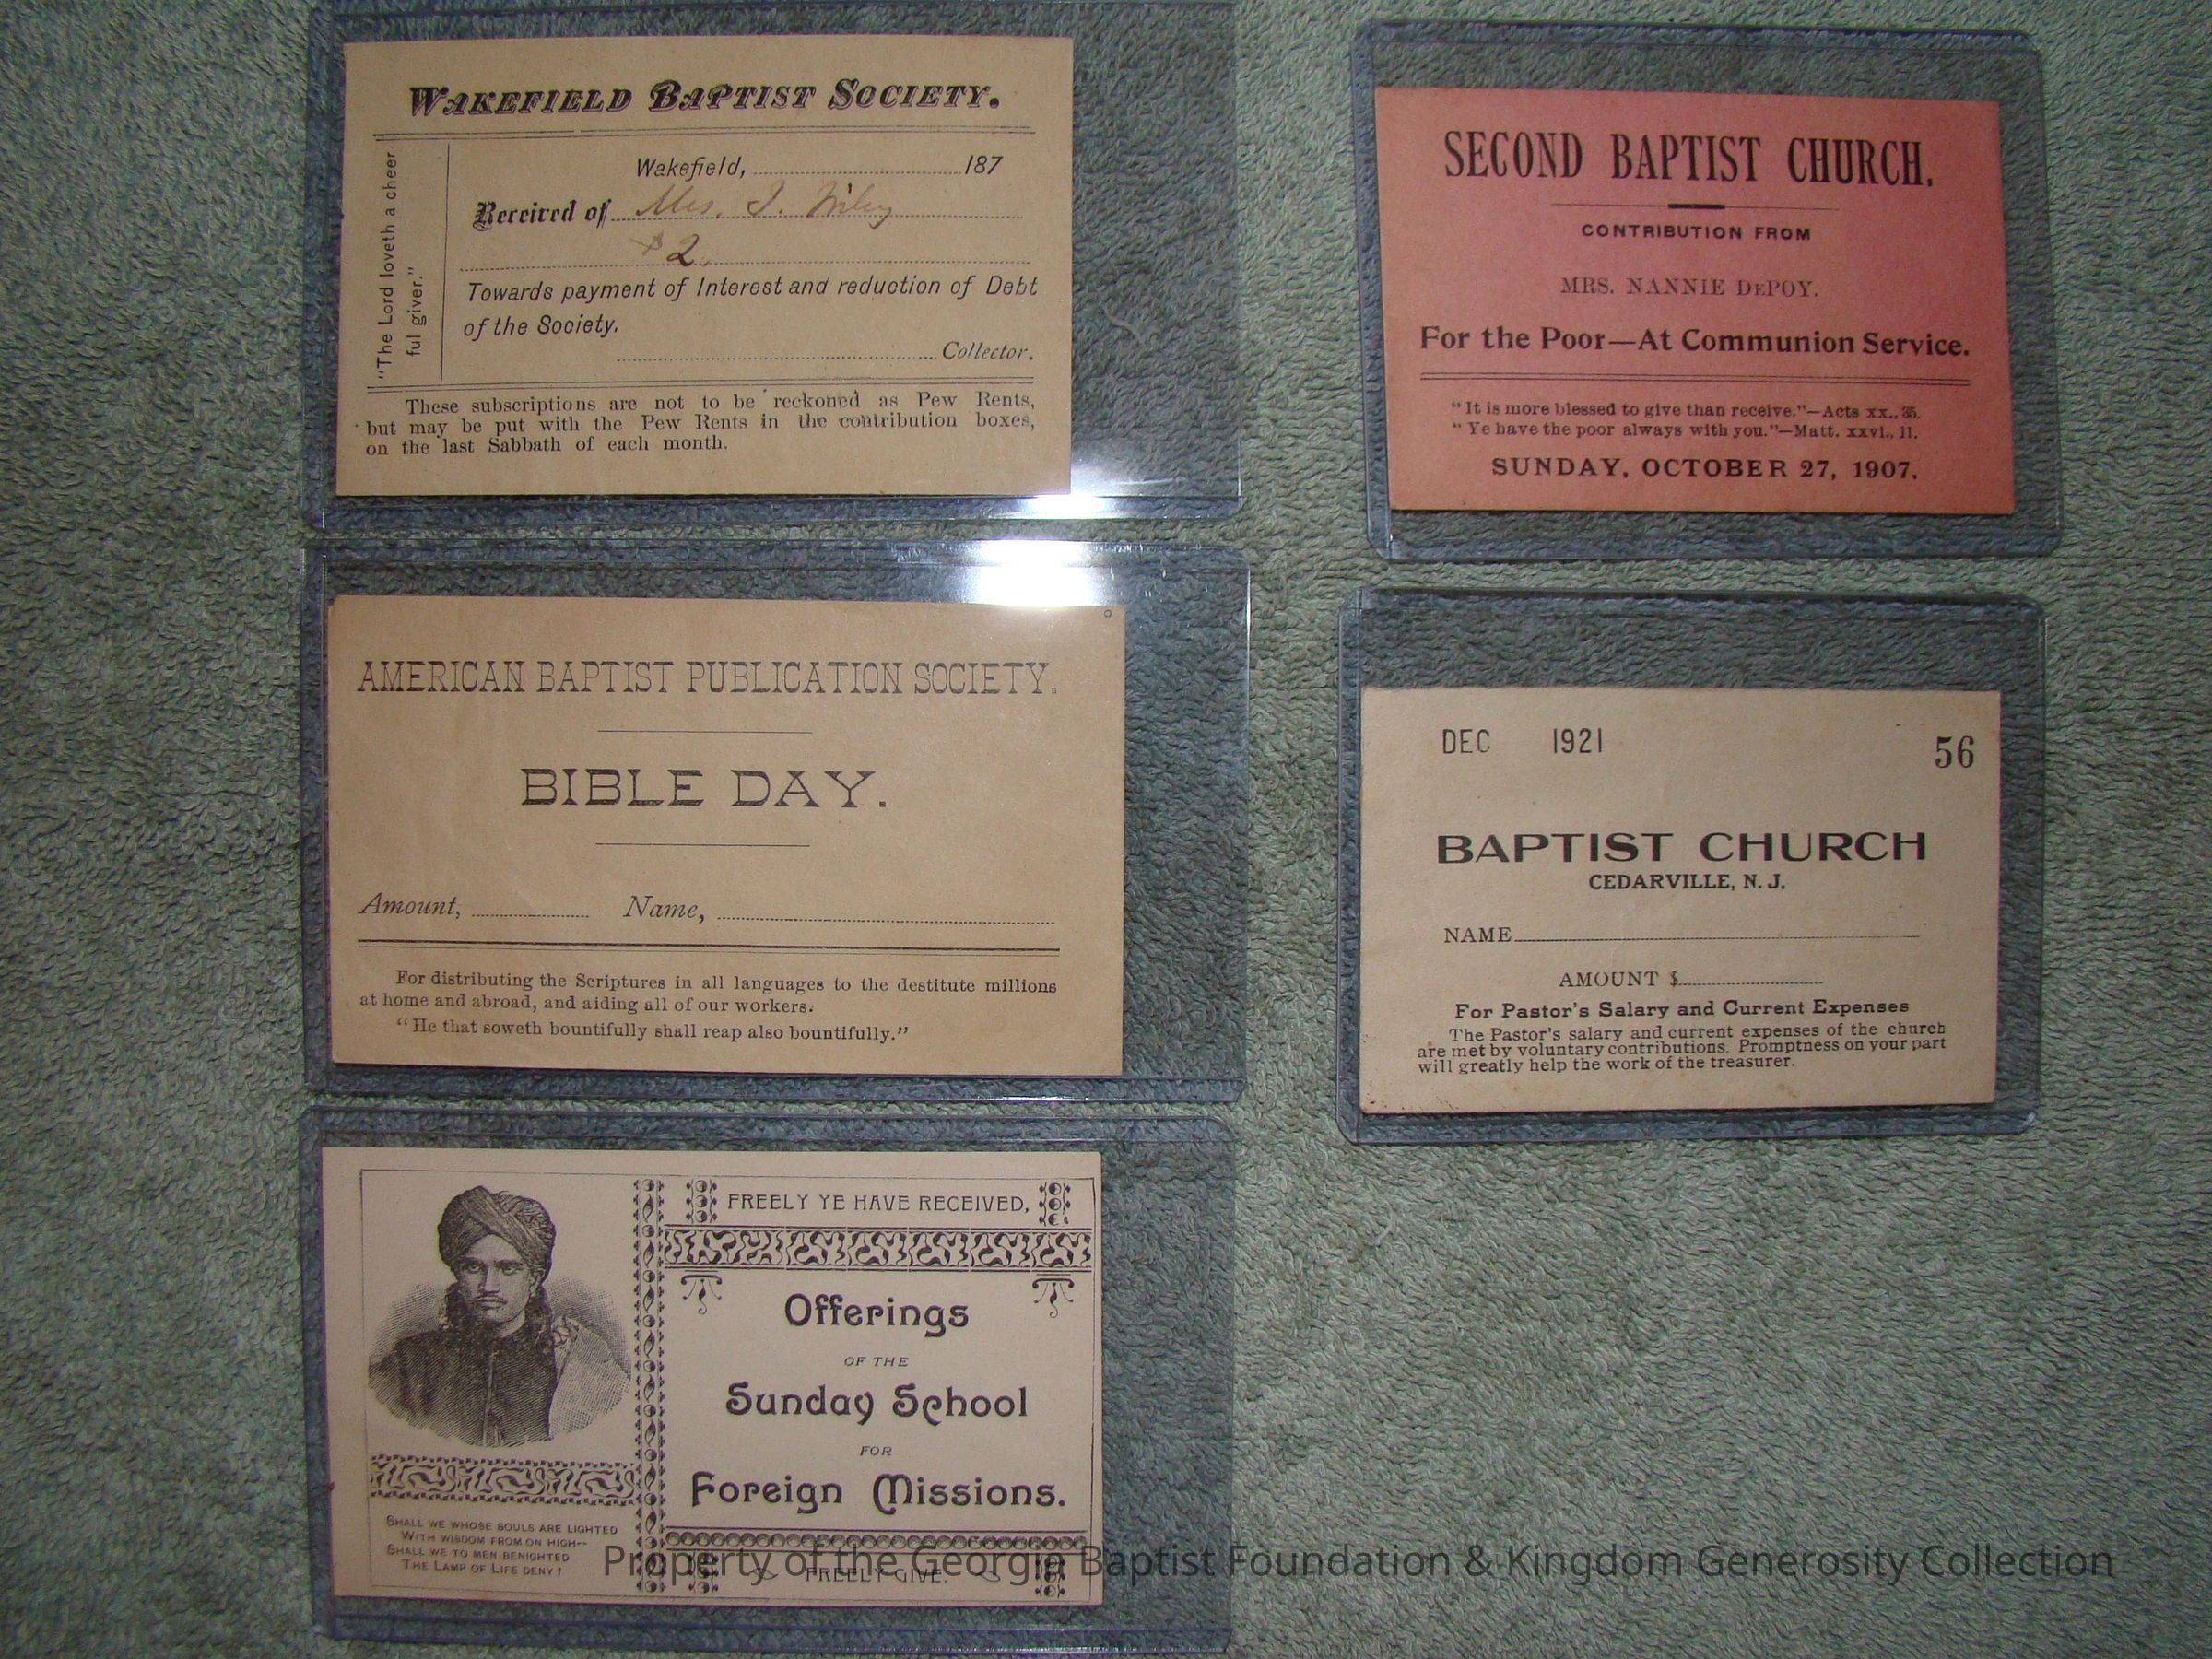 WAKEFIELD BAPTIST SOCIETY.
"The Lord loveth a cheer
ful giver."
Wakefield, 187
Received of Mrs. J. Wiley
$2.
Towards payment of Interest and reduction of Debt
of the Society.
Collector.
These subscriptions are not to be reckoned as Pew Rents,
but may be put with the Pew Rents in the contribution boxes,
on the last Sabbath of each month.
AMERICAN BAPTIST PUBLICATION SOCIETY.
BIBLE DAY.
Amount, Name,
For distributing the Scriptures in all languages to the destitute millions
at home and abroad, and aiding all of our workers.
"He that soweth bountifully shall reap also bountifully."
SHALL WE WHOSE SOULS ARE LIGHTED
WITH WISDOM FROM ON HIGH--
SHALL WE TO MEN BENIGHTED
THE LAMP OF LIFE DENY?
FREELY YE HAVE RECEIVED,
Offerings
OF THE
Sunday School
FOR
Foreign Missions.
FREELY GIVE.
SECOND BAPTIST CHURCH.
CONTRIBUTION FROM
MRS. NANNIE DEPOY.
For the Poor—At Communion Service.
"It is more blessed to give than receive."—Acts xx., 35.
"Ye have the poor always with you."—Matt. xxvi., 11.
SUNDAY, OCTOBER 27, 1907.
DEC 1921 56
BAPTIST CHURCH
CEDARVILLE, N. J.
NAME
AMOUNT $
For Pastor's Salary and Current Expenses
The Pastor's salary and current expenses of the church
are met by voluntary contributions. Promptness on your part
will greatly help the work of the treasurer.
Property of the Georgia Baptist Foundation & Kingdom Generosity Collection